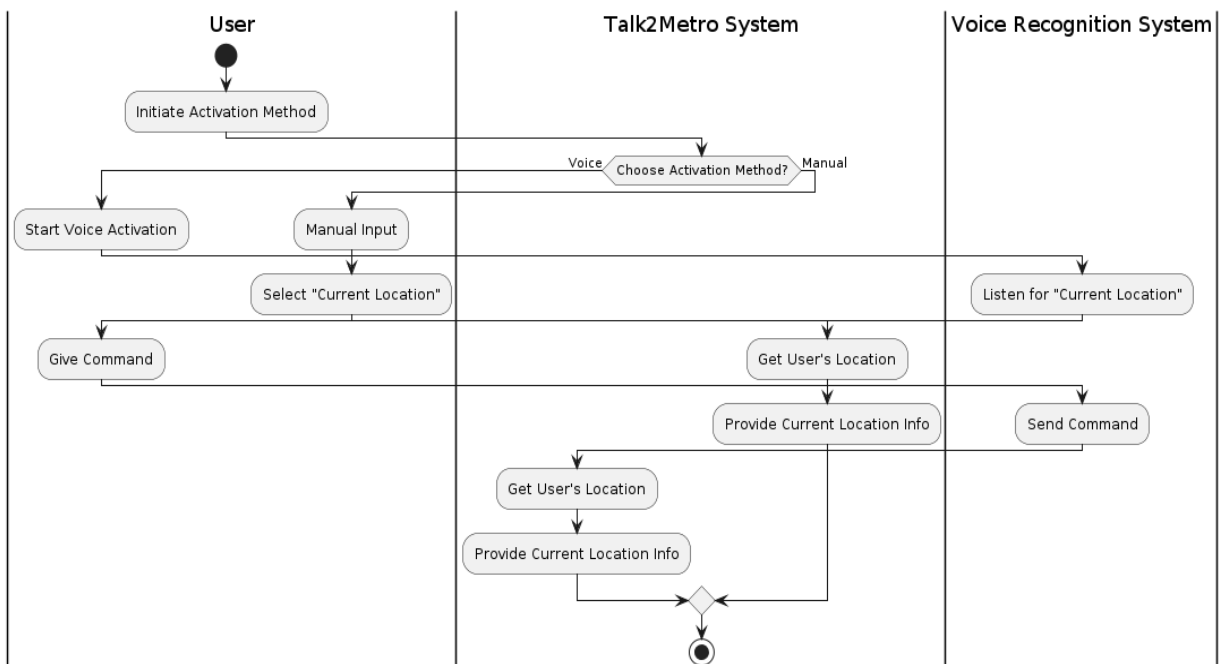 User
Talk2Metro System
Voice Recognition System
Initiate Activation Method
Voice
Choose Activation Method?
Manual
Start Voice Activation
Manual Input
Select "Current Location"
Listen for "Current Location"
Give Command
Get User's Location
Provide Current Location Info
Send Command
Get User's Location
Provide Current Location Info